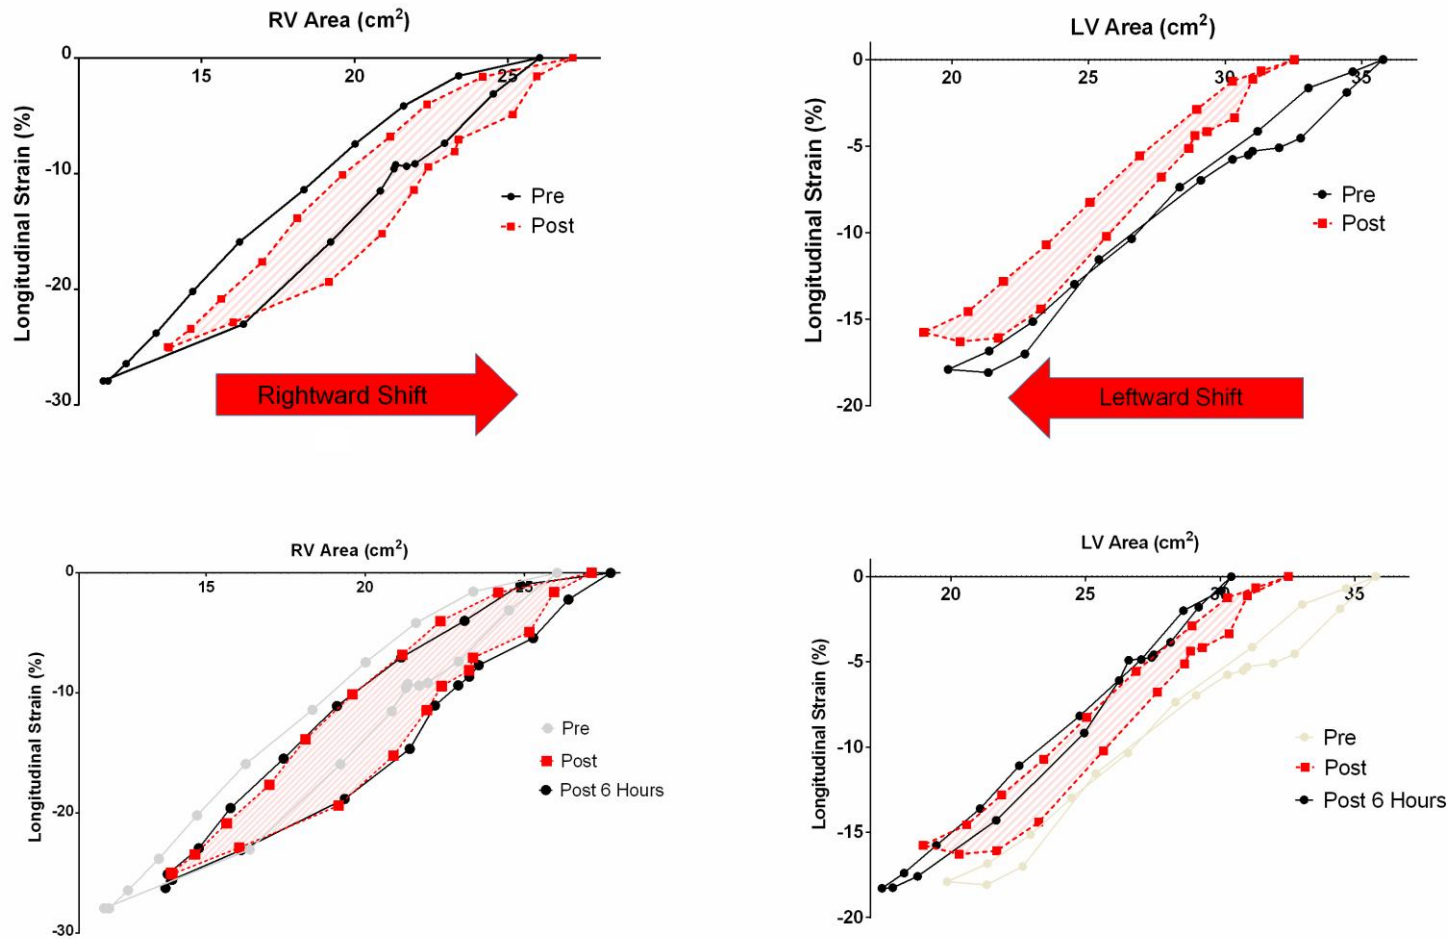 RV Area (cm²)
0
15
20
25
-10
-20
-30
Longitudinal Strain (%)
Pre
Post
Rightward Shift
LV Area (cm²)
0
20
25
30
35
-5
-10
-15
-20
Longitudinal Strain (%)
Pre
Post
Leftward Shift
RV Area (cm²)
0
15
20
25
-10
-20
-30
Longitudinal Strain (%)
Pre
Post
Post 6 Hours
LV Area (cm²)
0
20
25
30
35
-5
-10
-15
-20
Longitudinal Strain (%)
Pre
Post
Post 6 Hours